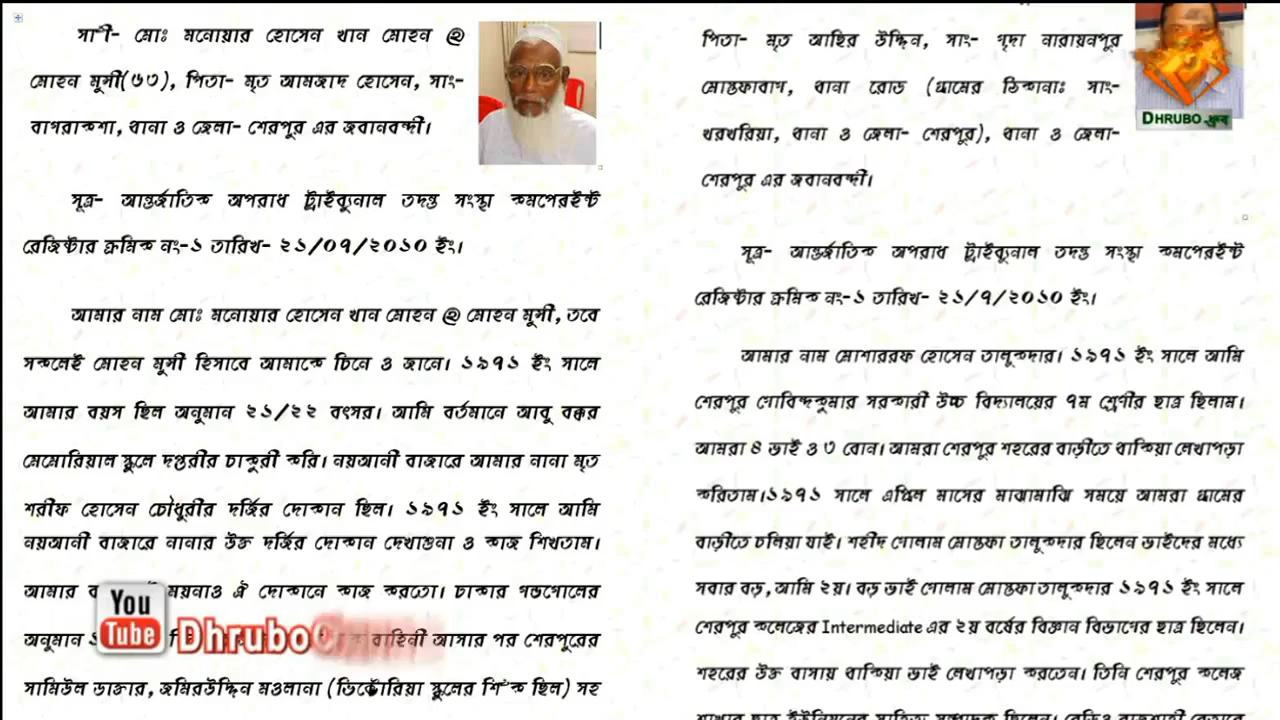 সাক্ষী- মোঃ মনোয়ার হোসেন খান মোহন @
মোহন মুন্সী(৬৩), পিতা- মৃত আমজাদ হোসেন, সাং-
বাগরাকশা, থানা ও জেলা- শেরপুর এর জবানবন্দী।
সূত্র- আন্তর্জাতিক অপরাধ ট্রাইব্যুনাল তদন্ত সংস্থা কমপেরইন্ট
রেজিষ্টার ক্রমিক নং-১ তারিখ- ২১/০৭/২০১০ ইং।
আমার নাম মোঃ মনোয়ার হোসেন খান মোহন @ মোহন মুন্সী, তবে
সকলেই মোহন মুন্সী হিসাবে আমাকে চিনে ও জানে। ১৯৭১ ইং সালে
আমার বয়স ছিল অনুমান ২১/২২ বৎসর। আমি বর্তমানে আবু বক্কর
মেমোরিয়াল স্কুলে দপ্তরীর চাকুরী করি। নয়আনী বাজারে আমার নানা মৃত
শরীফ হোসেন চৌধুরীর দর্জির দোকান ছিল। ১৯৭১ ইং সালে আমি
নয়আনী বাজারে নানার উক্ত দর্জির দোকান দেখাশুনা ও কাজ শিখতাম।
আমার ময়নাও ঐ দোকানে কাজ করতো। ঢাকার গন্ডগোলের
অনুমান বাহিনী আসার পর শেরপুরের
সামিউল ডাক্তার, জমিরউদ্দিন মওলানা (ভিক্টোরিয়া স্কুলের ছিল) সহ
পিতা- মৃত আছির উদ্দিন, সাং- গৃদা নারায়নপুর
মোস্তফাবাগ, থানা রোড (গ্রামের ঠিকানাঃ সাং-
খরখরিয়া, থানা ও জেলা- শেরপুর), থানা ও জেলা-
শেরপুর এর জবানবন্দী।
সূত্র- আন্তর্জাতিক অপরাধ ট্রাইব্যুনাল তদন্ত সংস্থা কমপেরইন্ট
রেজিষ্টার ক্রমিক নং-১ তারিখ- ২১/৭/২০১০ ইং।
আমার নাম মোশাররফ হোসেন তালুকদার। ১৯৭১ ইং সালে আমি
শেরপুর গোবিন্দকুমার সরকারী উচ্চ বিদ্যালয়ের ৭ম শ্রেণীর ছাত্র ছিলাম।
আমরা ৪ ভাই ও ৩ বোন। আমরা শেরপুর শহরের বাড়ীতে থাকিয়া লেখাপড়া
করিতাম।১৯৭১ সালে এপ্রিল মাসের মাঝামাঝি সময়ে আমরা গ্রামের
বাড়ীতে চলিয়া যাই। শহীদ গোলাম মোস্তফা তালুকদার ছিলেন ভাইদের মধ্যে
সবার বড়, আমি ২য়। বড় ভাই গোলাম মোস্তফা তালুকদার ১৯৭১ ইং সালে
শেরপুর কলেজের Intermediate এর ২য় বর্ষের বিজ্ঞান বিভাগের ছাত্র ছিলেন।
শহরের উক্ত বাসায় থাকিয়া ভাই লেখাপড়া করতেন। তিনি শেরপুর কলেজ
শাখার ছাত্র ইউনিয়নের সাহিত্য সম্পাদক ছিলেন।
DHRUBO ধ্রুব
You
Tube Dhrubo